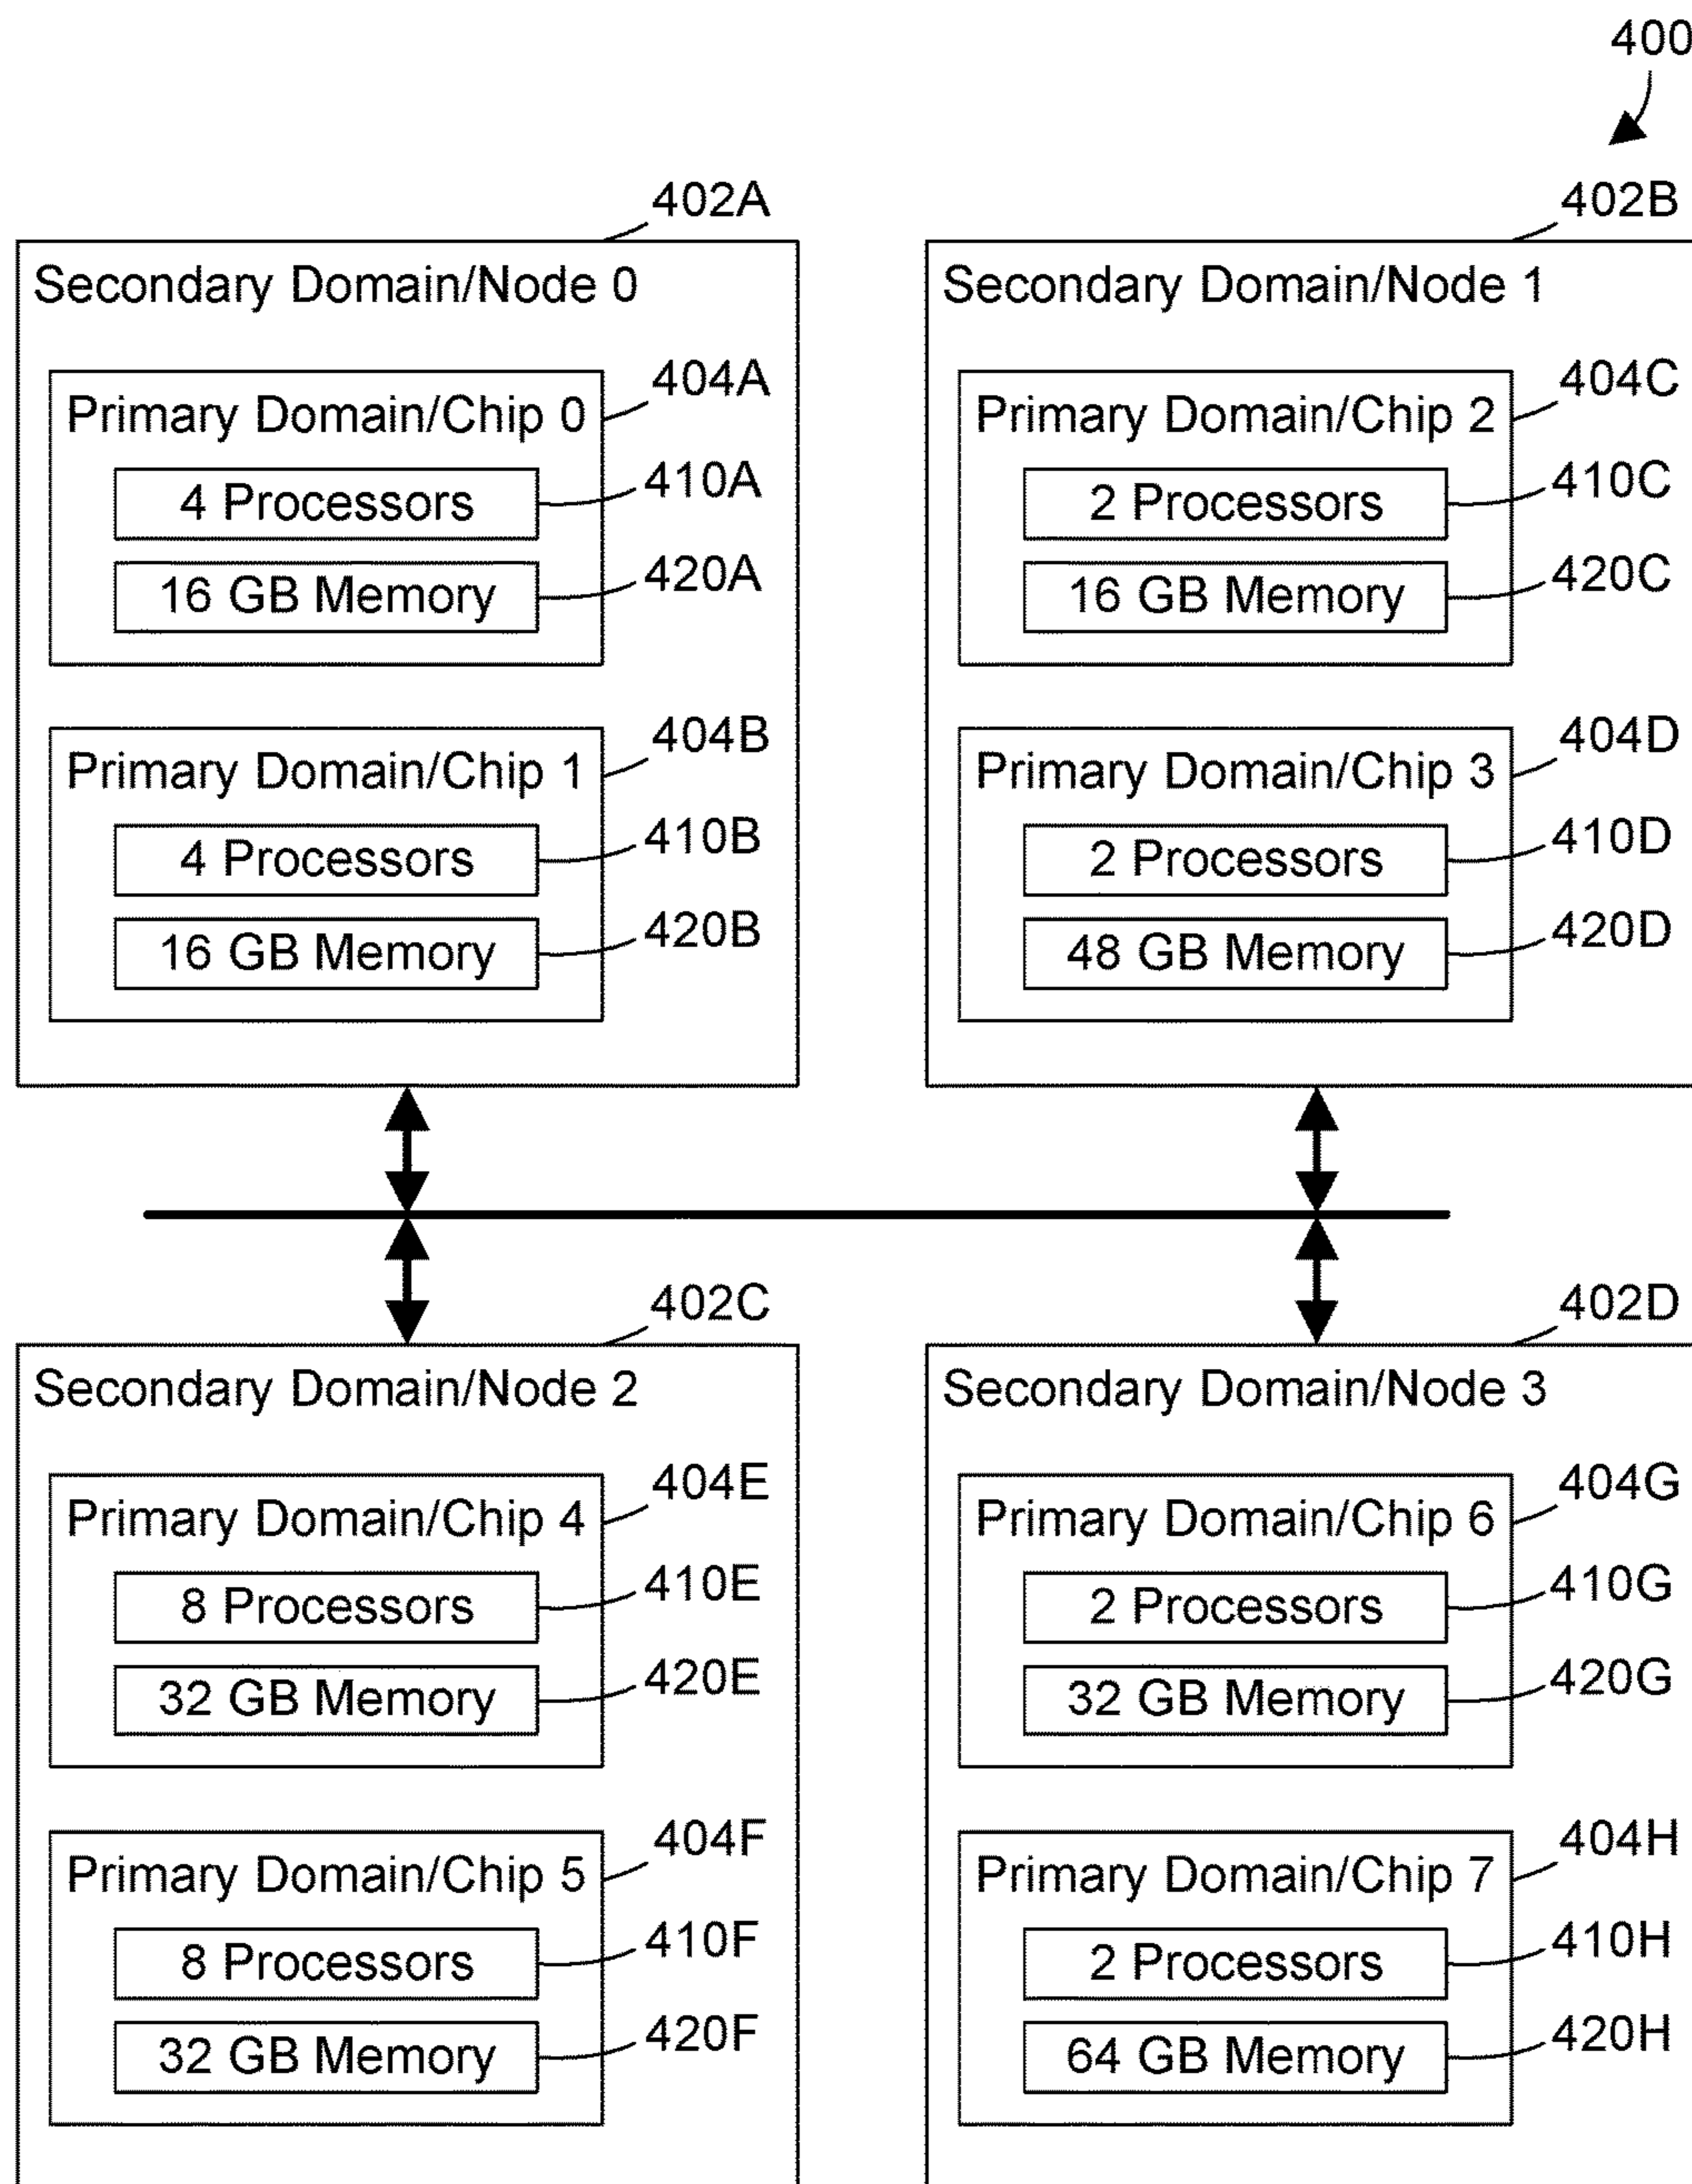 400
402A
Secondary Domain/Node 0
404A
Primary Domain/Chip 0
410A
4 Processors
420A
16 GB Memory
404B
Primary Domain/Chip 1
410B
4 Processors
420B
16 GB Memory
402B
Secondary Domain/Node 1
404C
Primary Domain/Chip 2
410C
2 Processors
420C
16 GB Memory
404D
Primary Domain/Chip 3
410D
2 Processors
420D
48 GB Memory
402C
Secondary Domain/Node 2
404E
Primary Domain/Chip 4
410E
8 Processors
420E
32 GB Memory
404F
Primary Domain/Chip 5
410F
8 Processors
420F
32 GB Memory
402D
Secondary Domain/Node 3
404G
Primary Domain/Chip 6
410G
2 Processors
420G
32 GB Memory
404H
Primary Domain/Chip 7
410H
2 Processors
420H
64 GB Memory